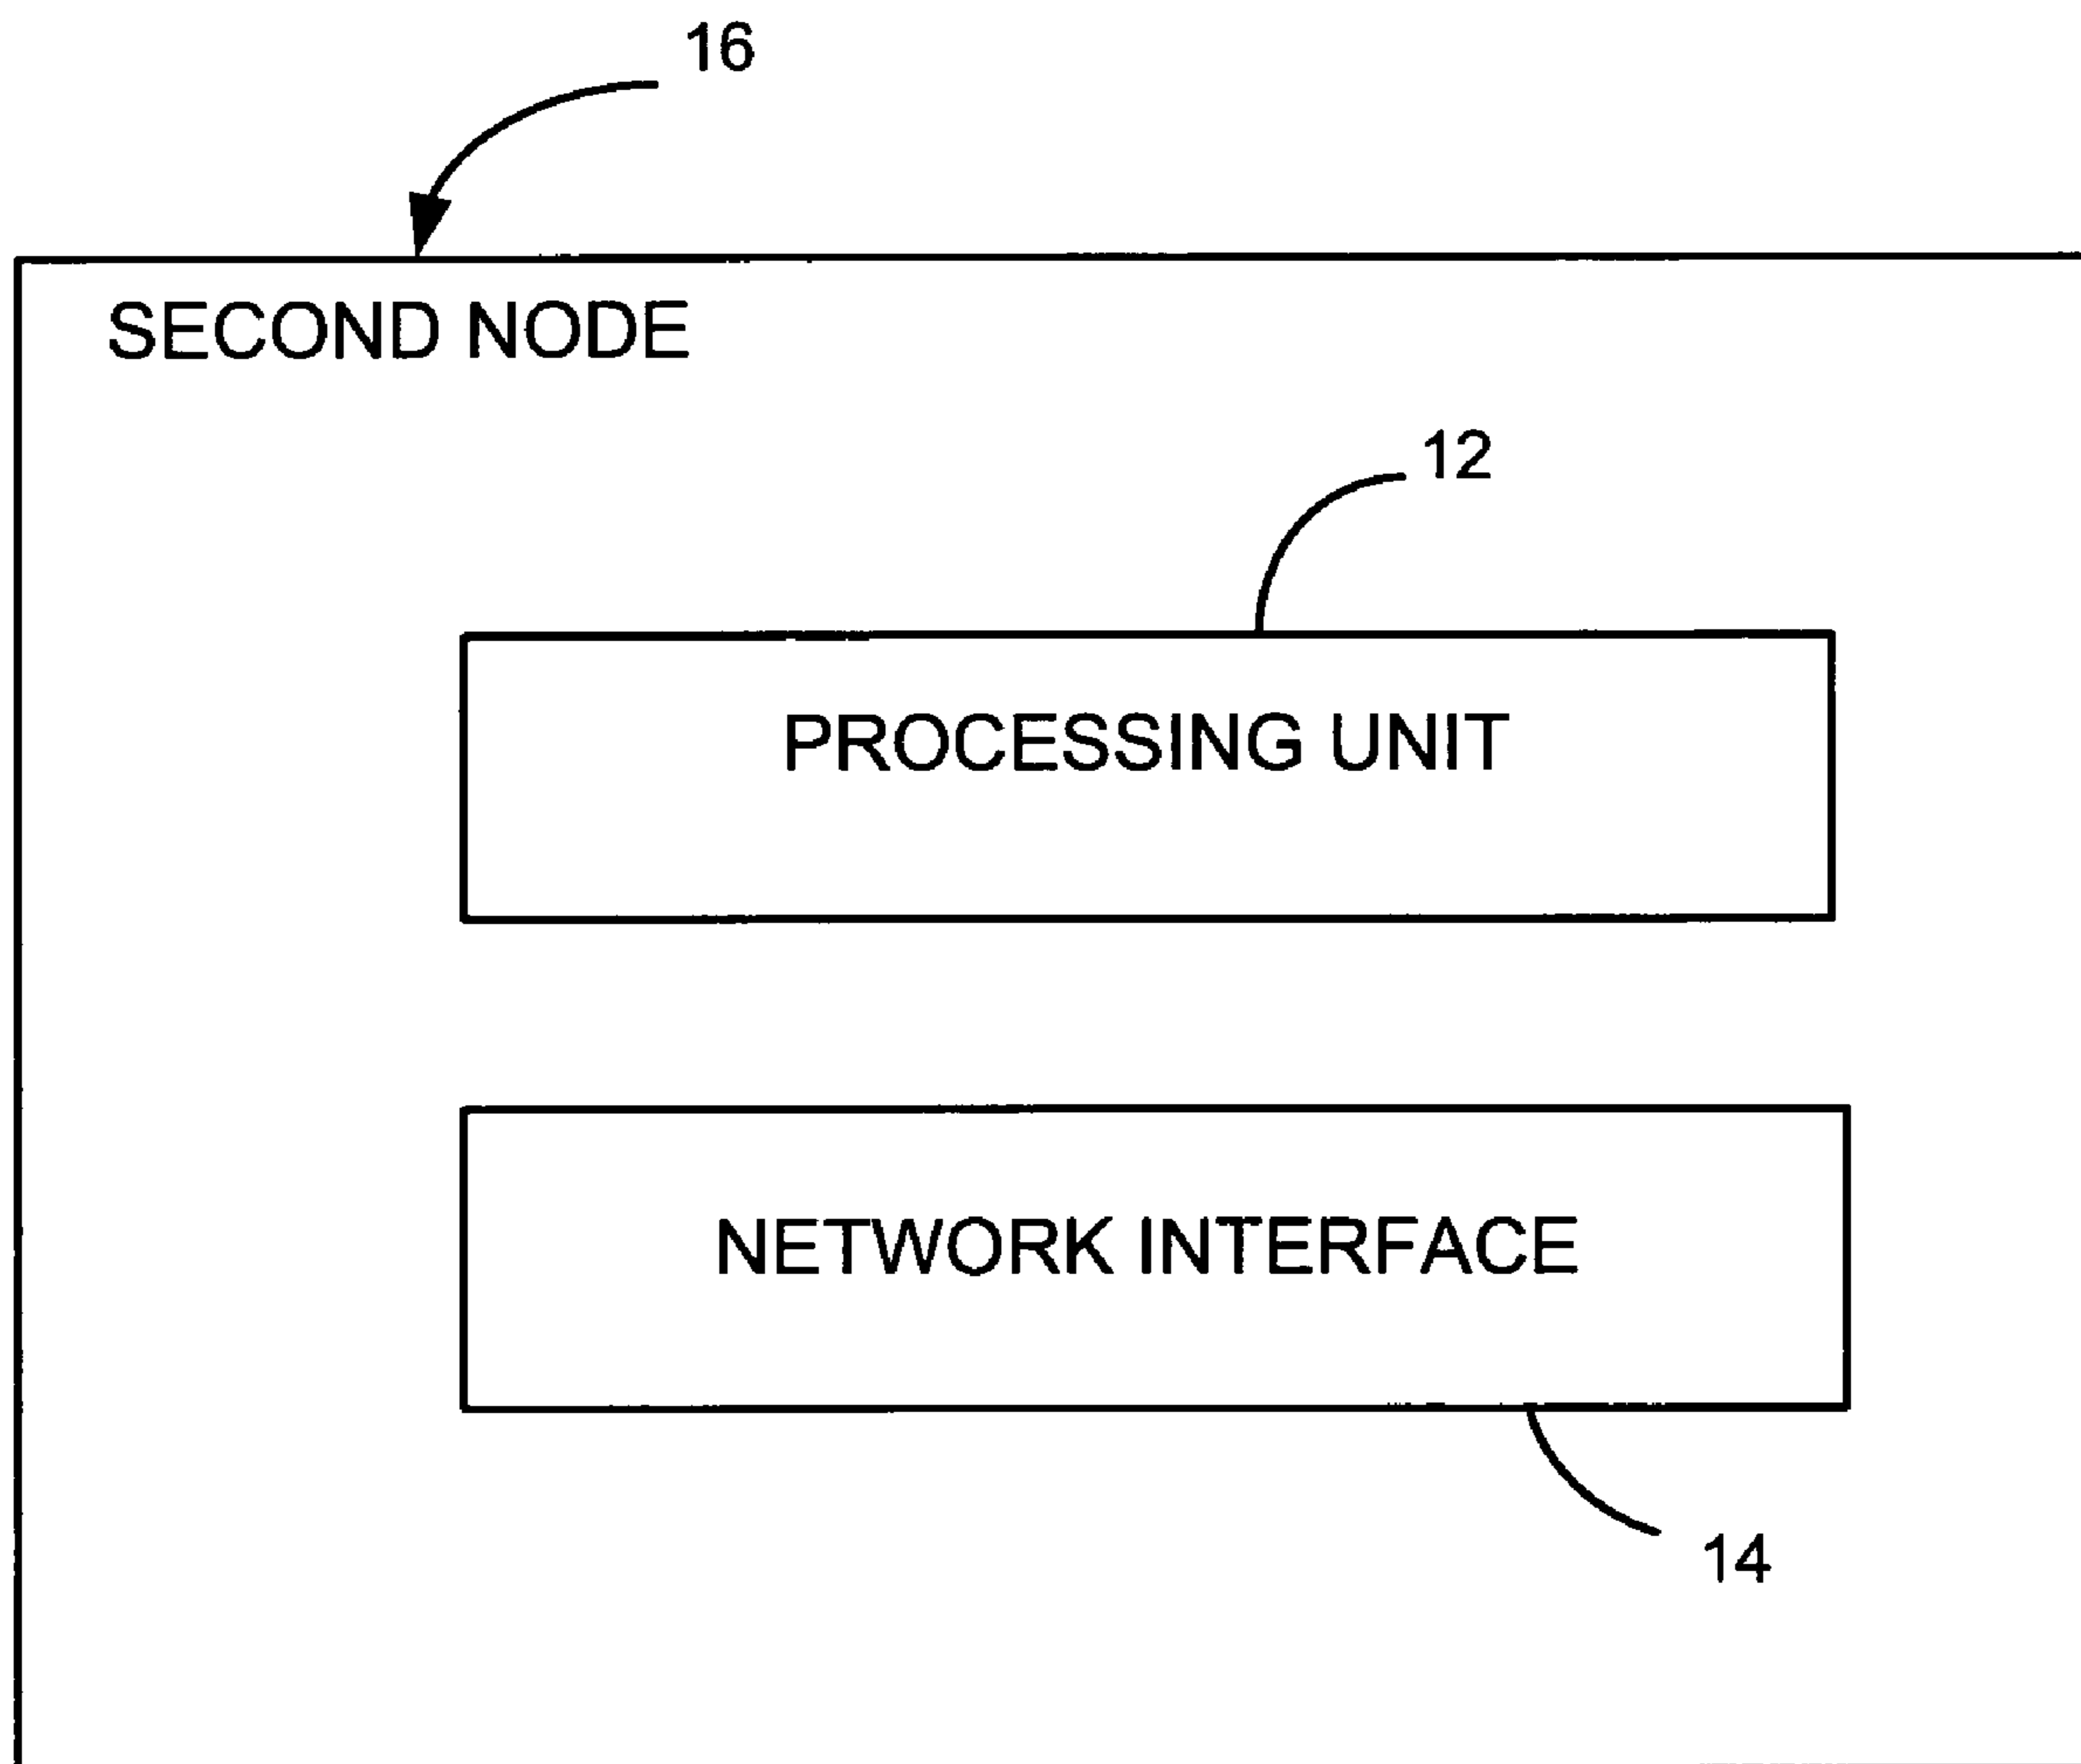 16
SECOND NODE
12
PROCESSING UNIT
NETWORK INTERFACE
14